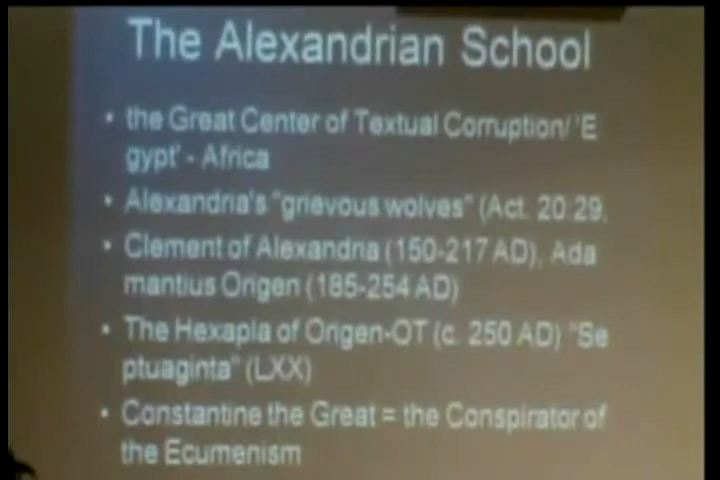 The Alexandrian School
• the Great Center of Textual Corruption/ 'E
gypt' - Africa
• Alexandria's "grievous wolves" (Act. 20:29,
• Clement of Alexandria (150-217 AD), Ada
mantius Origen (185-254 AD)
• The Hexapla of Origen-OT (c. 250 AD) "Se
ptuaginta" (LXX)
• Constantine the Great = the Conspirator of
the Ecumenism